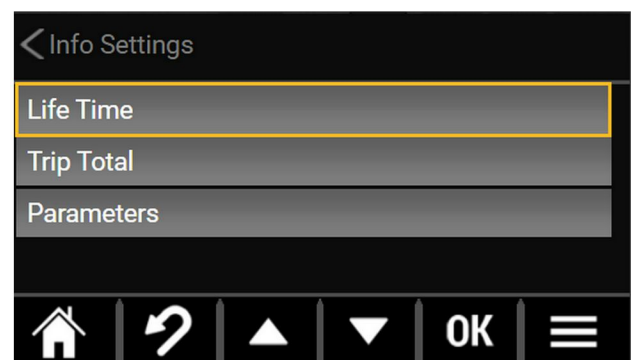 Info Settings
Life Time
Trip Total
Parameters
OK